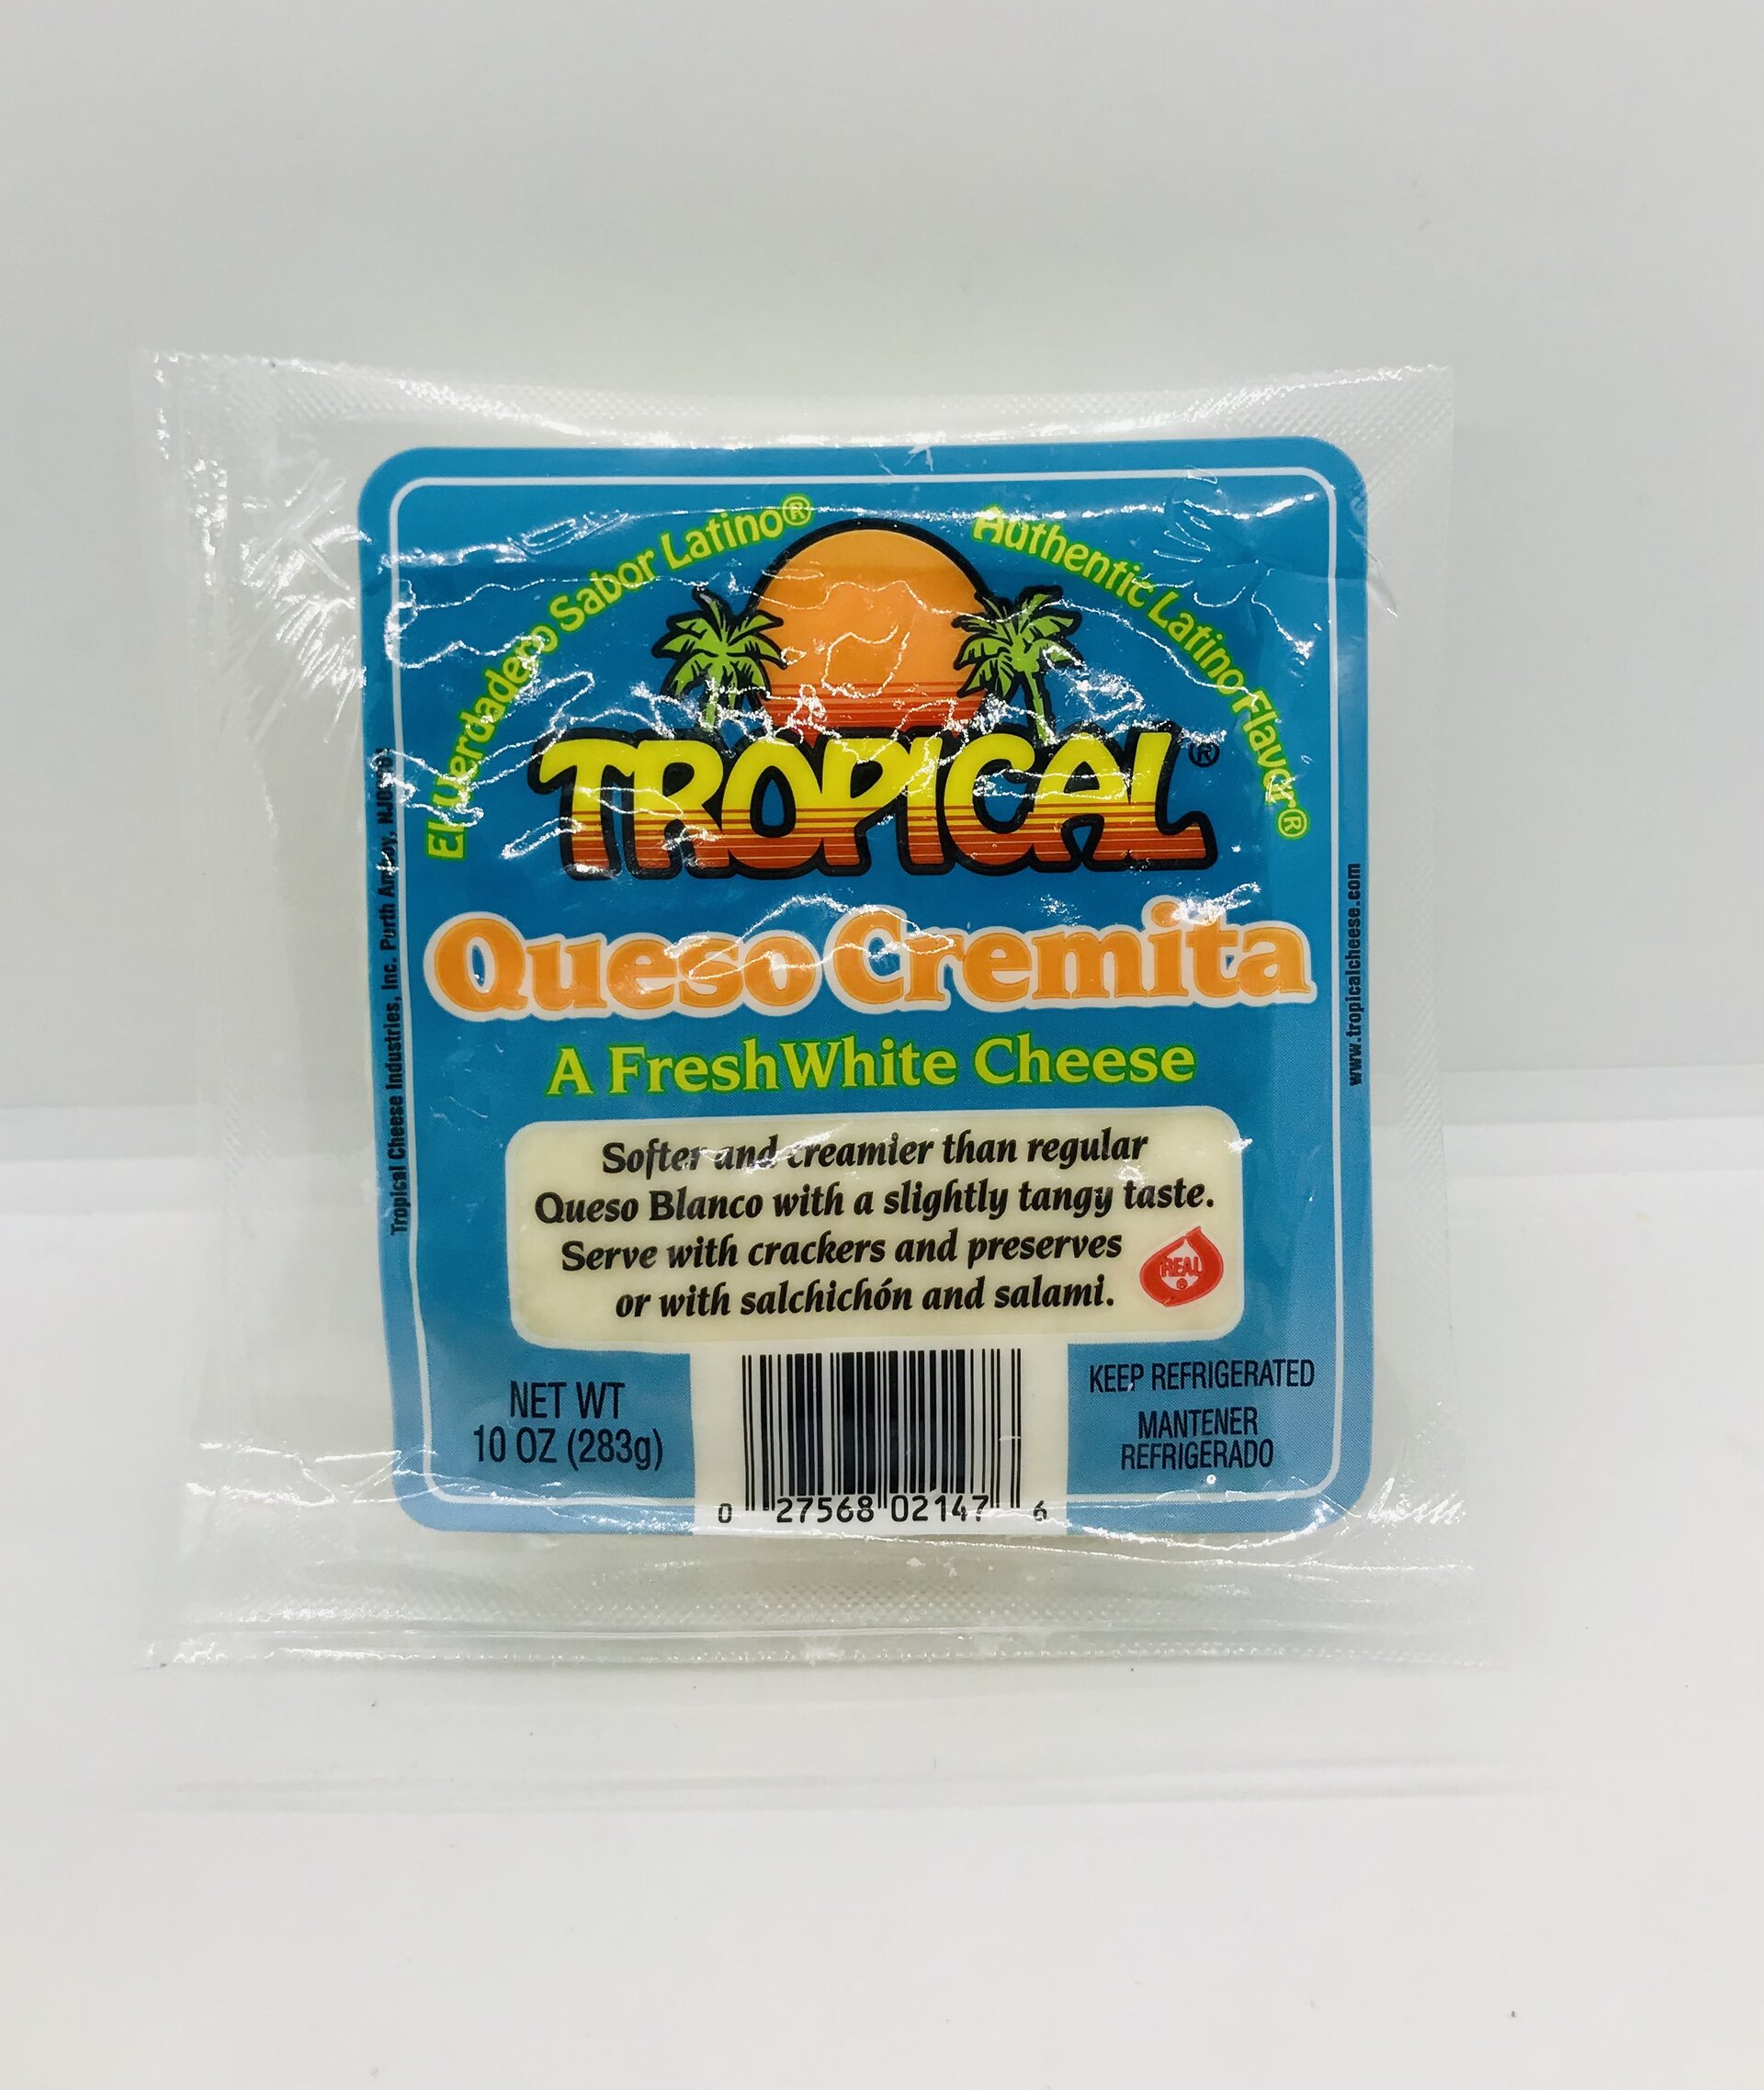 El Verdadero Sabor Latino®
Authentic Latino Flavor®
TROPICAL®
Queso Cremita
A Fresh White Cheese
Softer and creamier than regular
Queso Blanco with a slightly tangy taste.
Serve with crackers and preserves
or with salchichón and salami.
REAL®
NET WT
10 OZ (283g)
KEEP REFRIGERATED
MANTENER
REFRIGERADO
0 27568 02147 6
Tropical Cheese Industries, Inc. Perth Amboy,
www.tropicalcheese.com